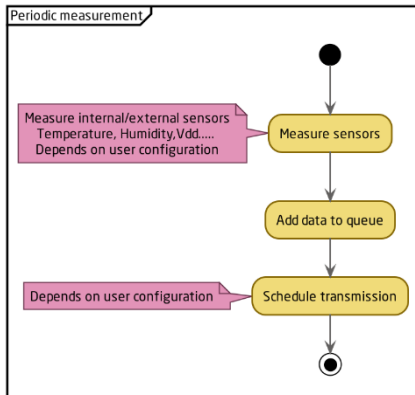 Periodic measurement
Measure internal/external sensors
Temperature, Humidity,Vdd.....
Depends on user configuration
Measure sensors
Add data to queue
Depends on user configuration
Schedule transmission